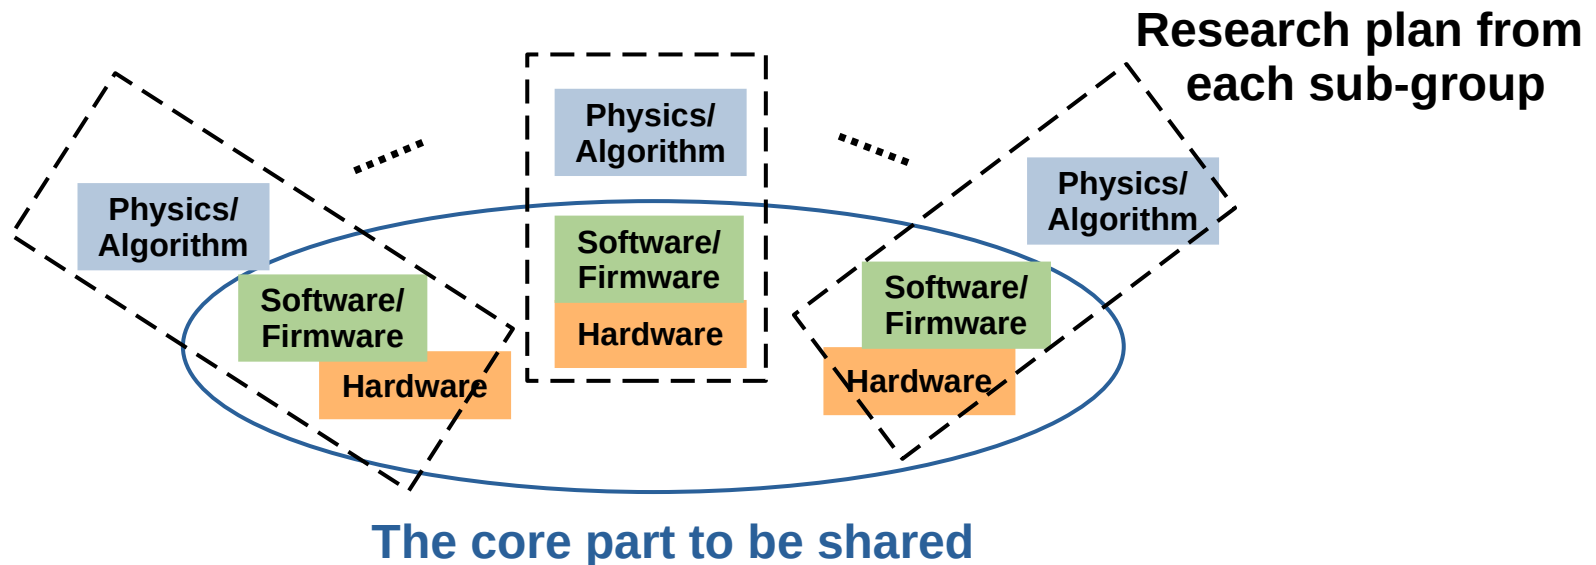 Research plan from
each sub-group
Physics/
Algorithm
Software/
Firmware
Hardware
Physics/
Algorithm
Software/
Firmware
Hardware
Physics/
Algorithm
Software/
Firmware
Hardware
The core part to be shared